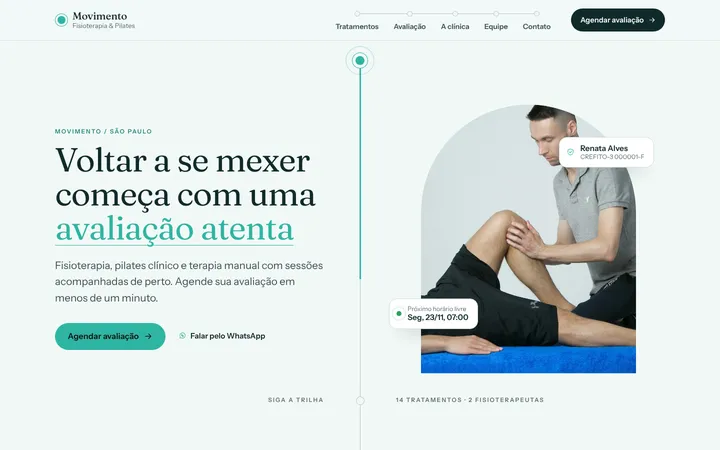 Movimento
Fisioterapia & Pilates
Tratamentos
Avaliação
A clínica
Equipe
Contato
Agendar avaliação →
MOVIMENTO / SÃO PAULO
Voltar a se mexer
começa com uma
avaliação atenta
Fisioterapia, pilates clínico e terapia manual com sessões
acompanhadas de perto. Agende sua avaliação em
menos de um minuto.
Agendar avaliação →
Falar pelo WhatsApp
Renata Alves
CREFITO-3 000001-F
Próximo horário livre
Seg, 23/11, 07:00
SIGA A TRILHA
14 TRATAMENTOS · 2 FISIOTERAPEUTAS